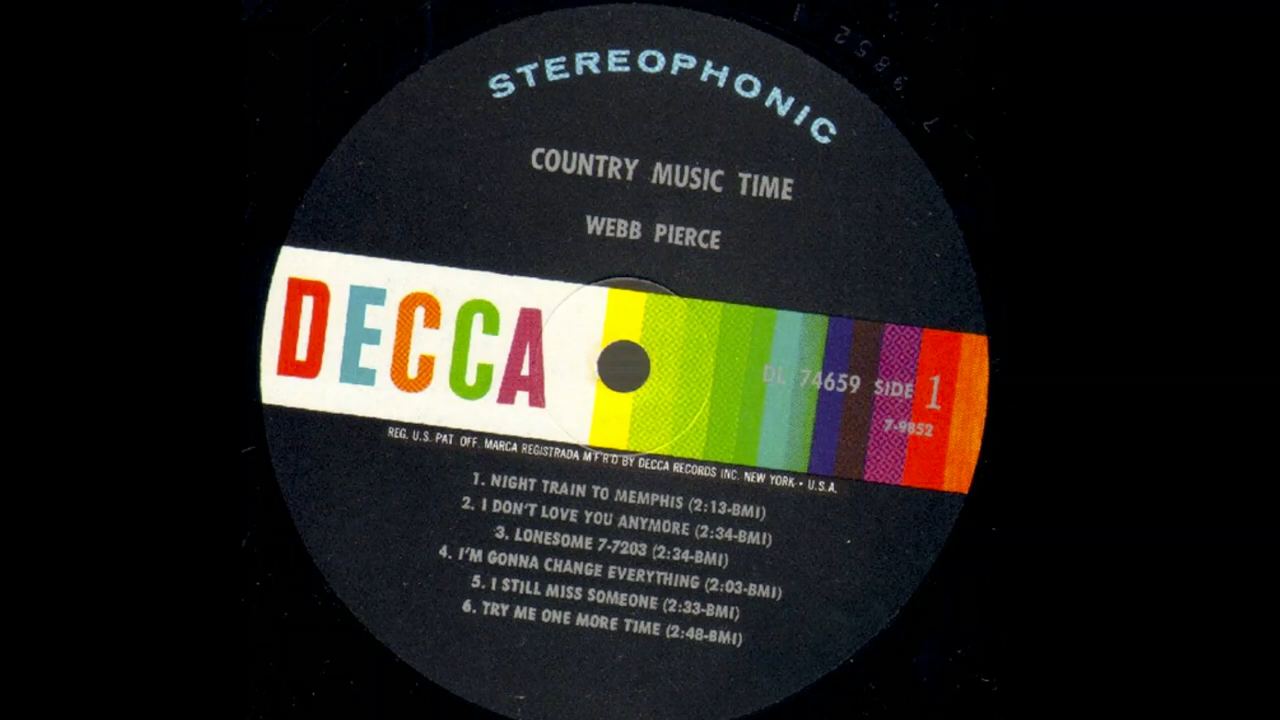 STEREOPHONIC
COUNTRY MUSIC TIME
WEBB PIERCE
DECCA
DL 74659 SIDE 1
7-9852
REG. U.S. PAT. OFF. MARCA REGISTRADA M'F'R'D BY DECCA RECORDS INC. NEW YORK • U.S.A.
1. NIGHT TRAIN TO MEMPHIS (2:13-BMI)
2. I DON'T LOVE YOU ANYMORE (2:34-BMI)
3. LONESOME 7-7203 (2:34-BMI)
4. I'M GONNA CHANGE EVERYTHING (2:03-BMI)
5. I STILL MISS SOMEONE (2:33-BMI)
6. TRY ME ONE MORE TIME (2:48-BMI)